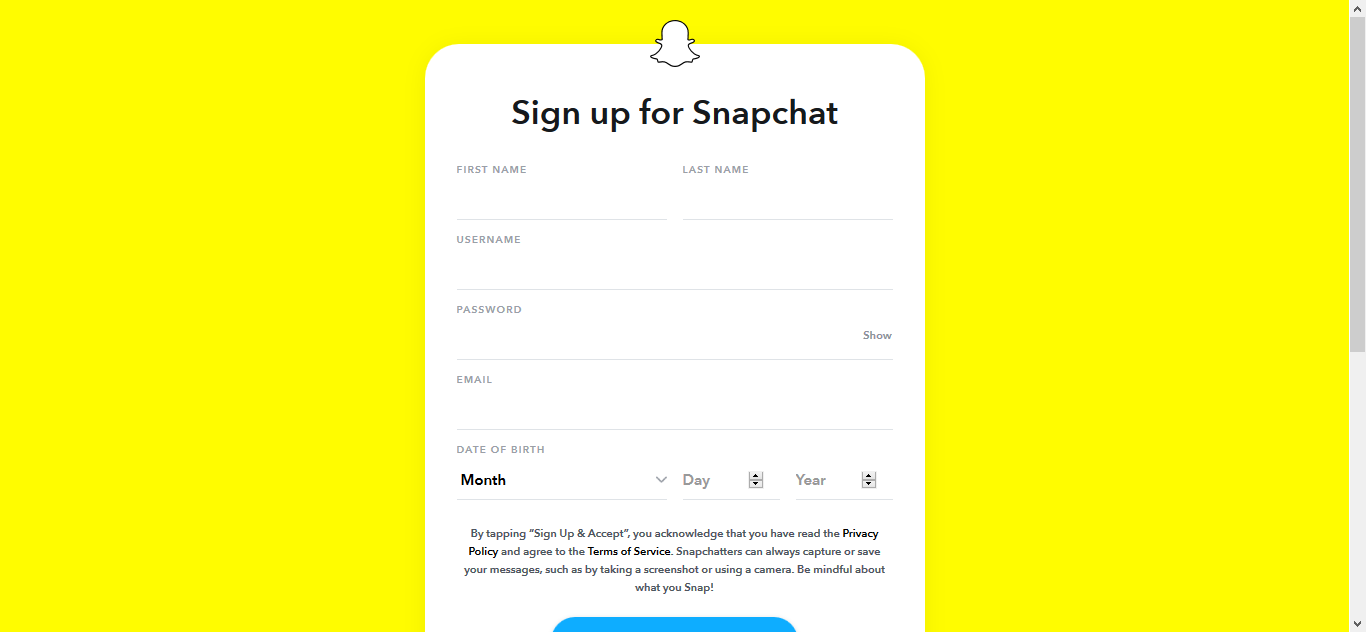 Sign up for Snapchat
FIRST NAME LAST NAME
USERNAME
PASSWORD
Show
EMAIL
DATE OF BIRTH
Month Day Year
By tapping “Sign Up & Accept”, you acknowledge that you have read the Privacy
Policy and agree to the Terms of Service. Snapchatters can always capture or save
your messages, such as by taking a screenshot or using a camera. Be mindful about
what you Snap!